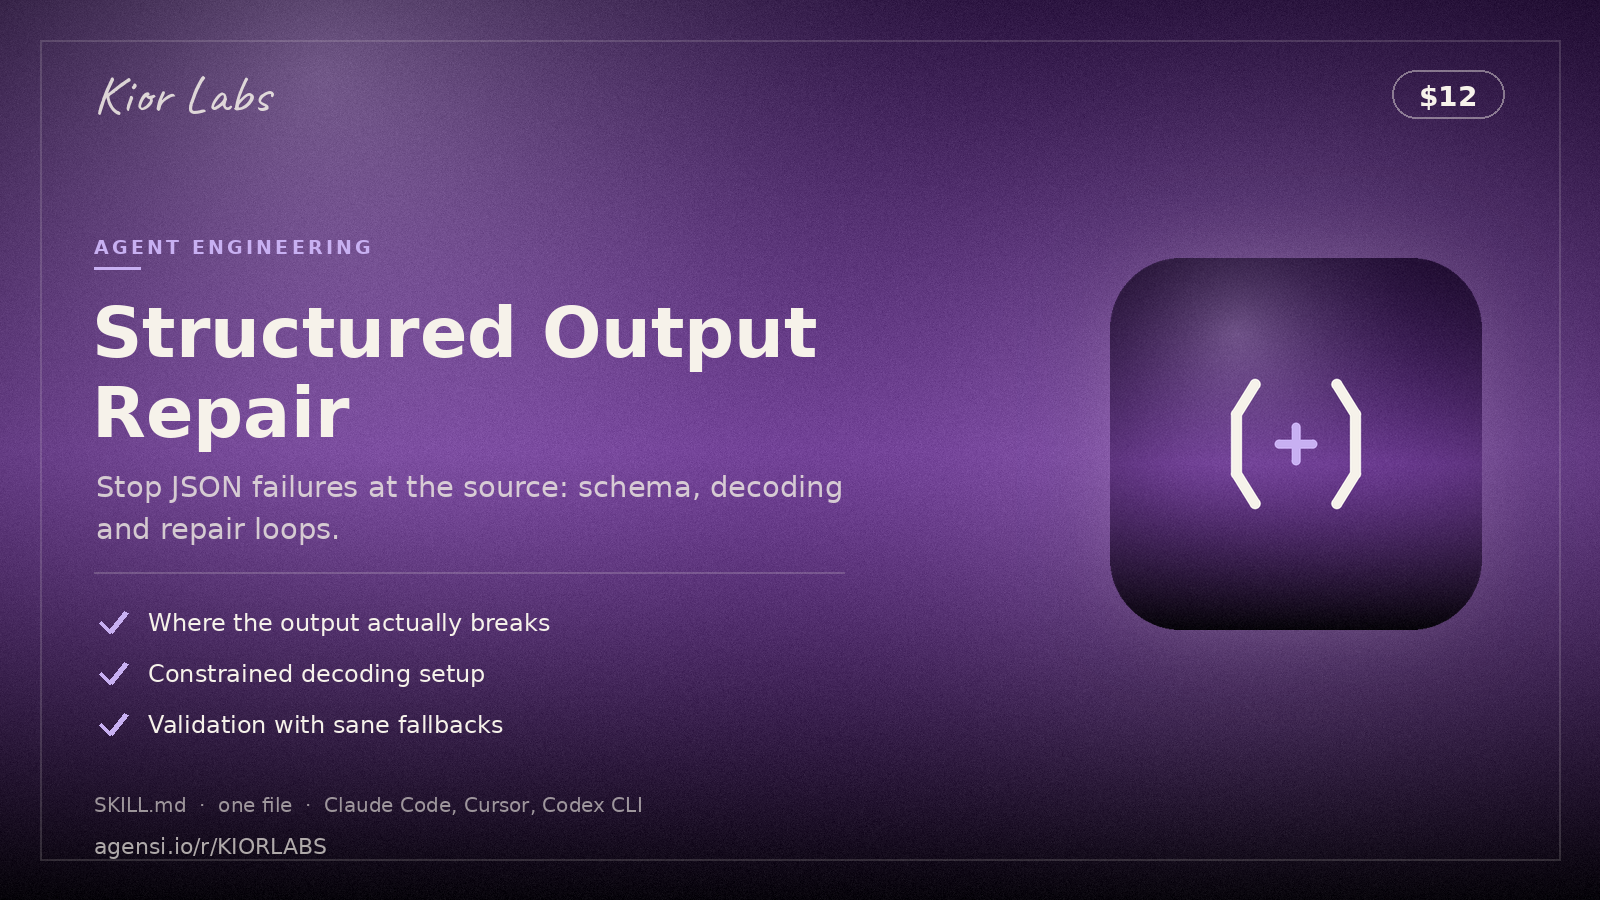 Kior Labs
$12
AGENT ENGINEERING
Structured Output
Repair
Stop JSON failures at the source: schema, decoding
and repair loops.
Where the output actually breaks
Constrained decoding setup
Validation with sane fallbacks
SKILL.md · one file · Claude Code, Cursor, Codex CLI
agensi.io/r/KIORLABS